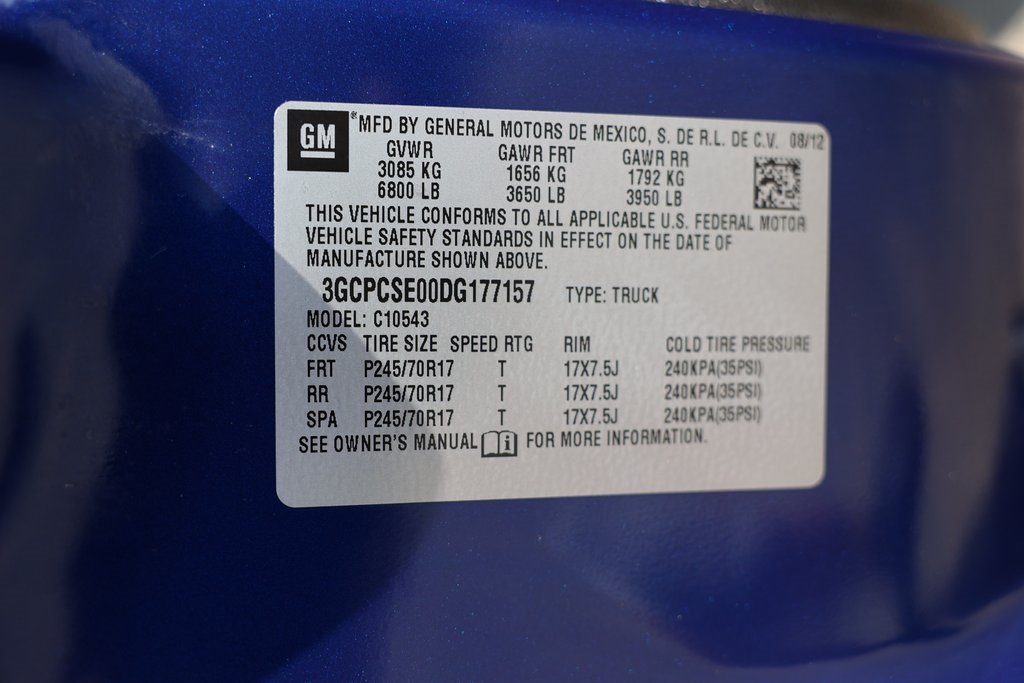 GM ® MFD BY GENERAL MOTORS DE MEXICO, S. DE R.L. DE C.V. 08/12
GVWR GAWR FRT GAWR RR
3085 KG 1656 KG 1792 KG
6800 LB 3650 LB 3950 LB
THIS VEHICLE CONFORMS TO ALL APPLICABLE U.S. FEDERAL MOTOR
VEHICLE SAFETY STANDARDS IN EFFECT ON THE DATE OF
MANUFACTURE SHOWN ABOVE.
3GCPCSE00DG177157 TYPE: TRUCK
MODEL: C10543
CCVS TIRE SIZE SPEED RTG RIM COLD TIRE PRESSURE
FRT P245/70R17 T 17X7.5J 240KPA(35PSI)
RR P245/70R17 T 17X7.5J 240KPA(35PSI)
SPA P245/70R17 T 17X7.5J 240KPA(35PSI)
SEE OWNER'S MANUAL i FOR MORE INFORMATION.